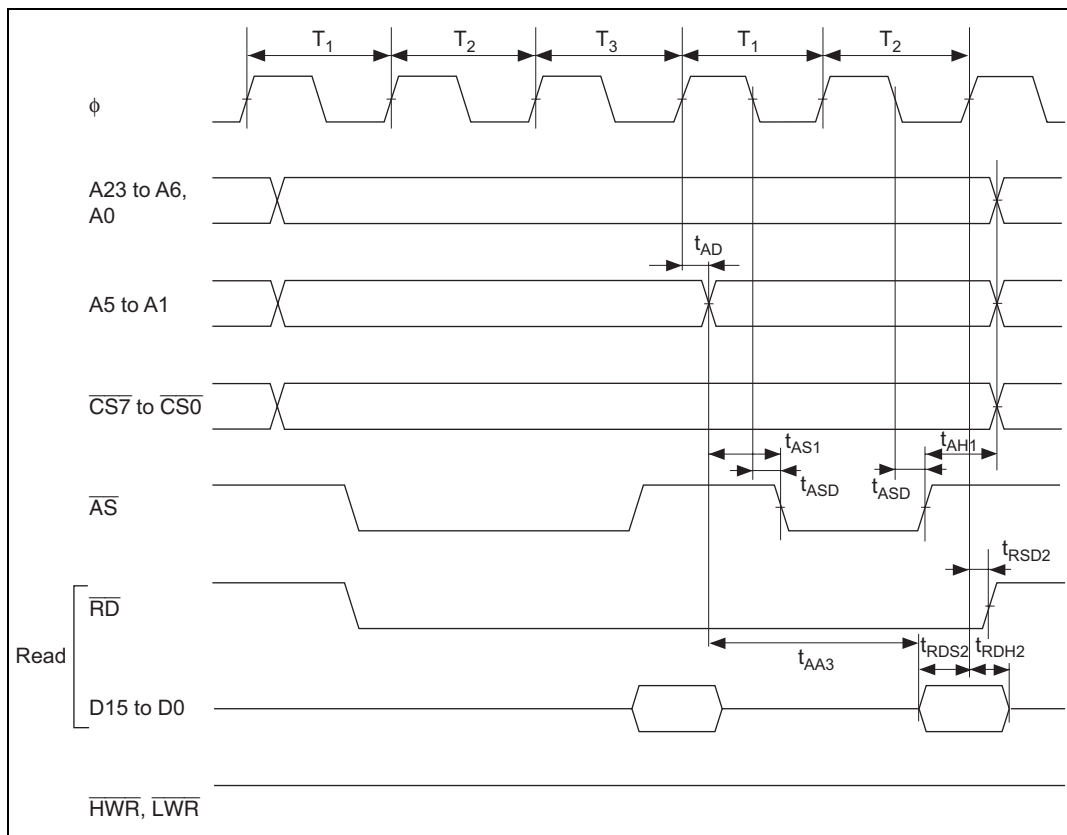 T1 T2 T3 T1 T2
ϕ
A23 to A6,
A0
tAD
A5 to A1
CS7 to CS0
tAS1 tAH1
tASD tASD
AS
tRSD2
RD
Read
tAA3 tRDS2 tRDH2
D15 to D0
HWR, LWR